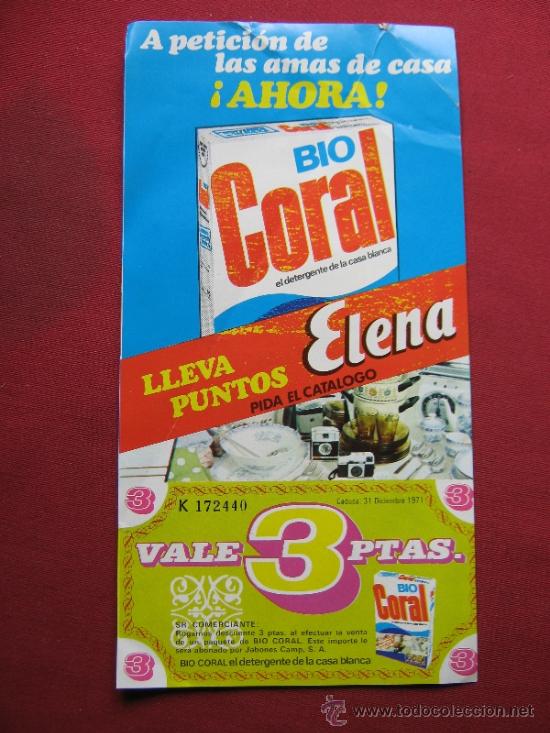 A petición de
las amas de casa
¡AHORA!
BIO
Coral
el detergente de la casa blanca
Elena
LLEVA
PUNTOS
PIDA EL CATALOGO
K 172440
Caduca: 31 Diciembre 1971
3
3
VALE 3 PTAS.
BIO
Coral
SR. COMERCIANTE:
Rogamos descuente 3 ptas. al efectuar la venta
de un paquete de BIO CORAL. Este importe le
será abonado por Jabones Camp, S. A.
BIO CORAL el detergente de la casa blanca
3
3
© www.todocoleccion.net